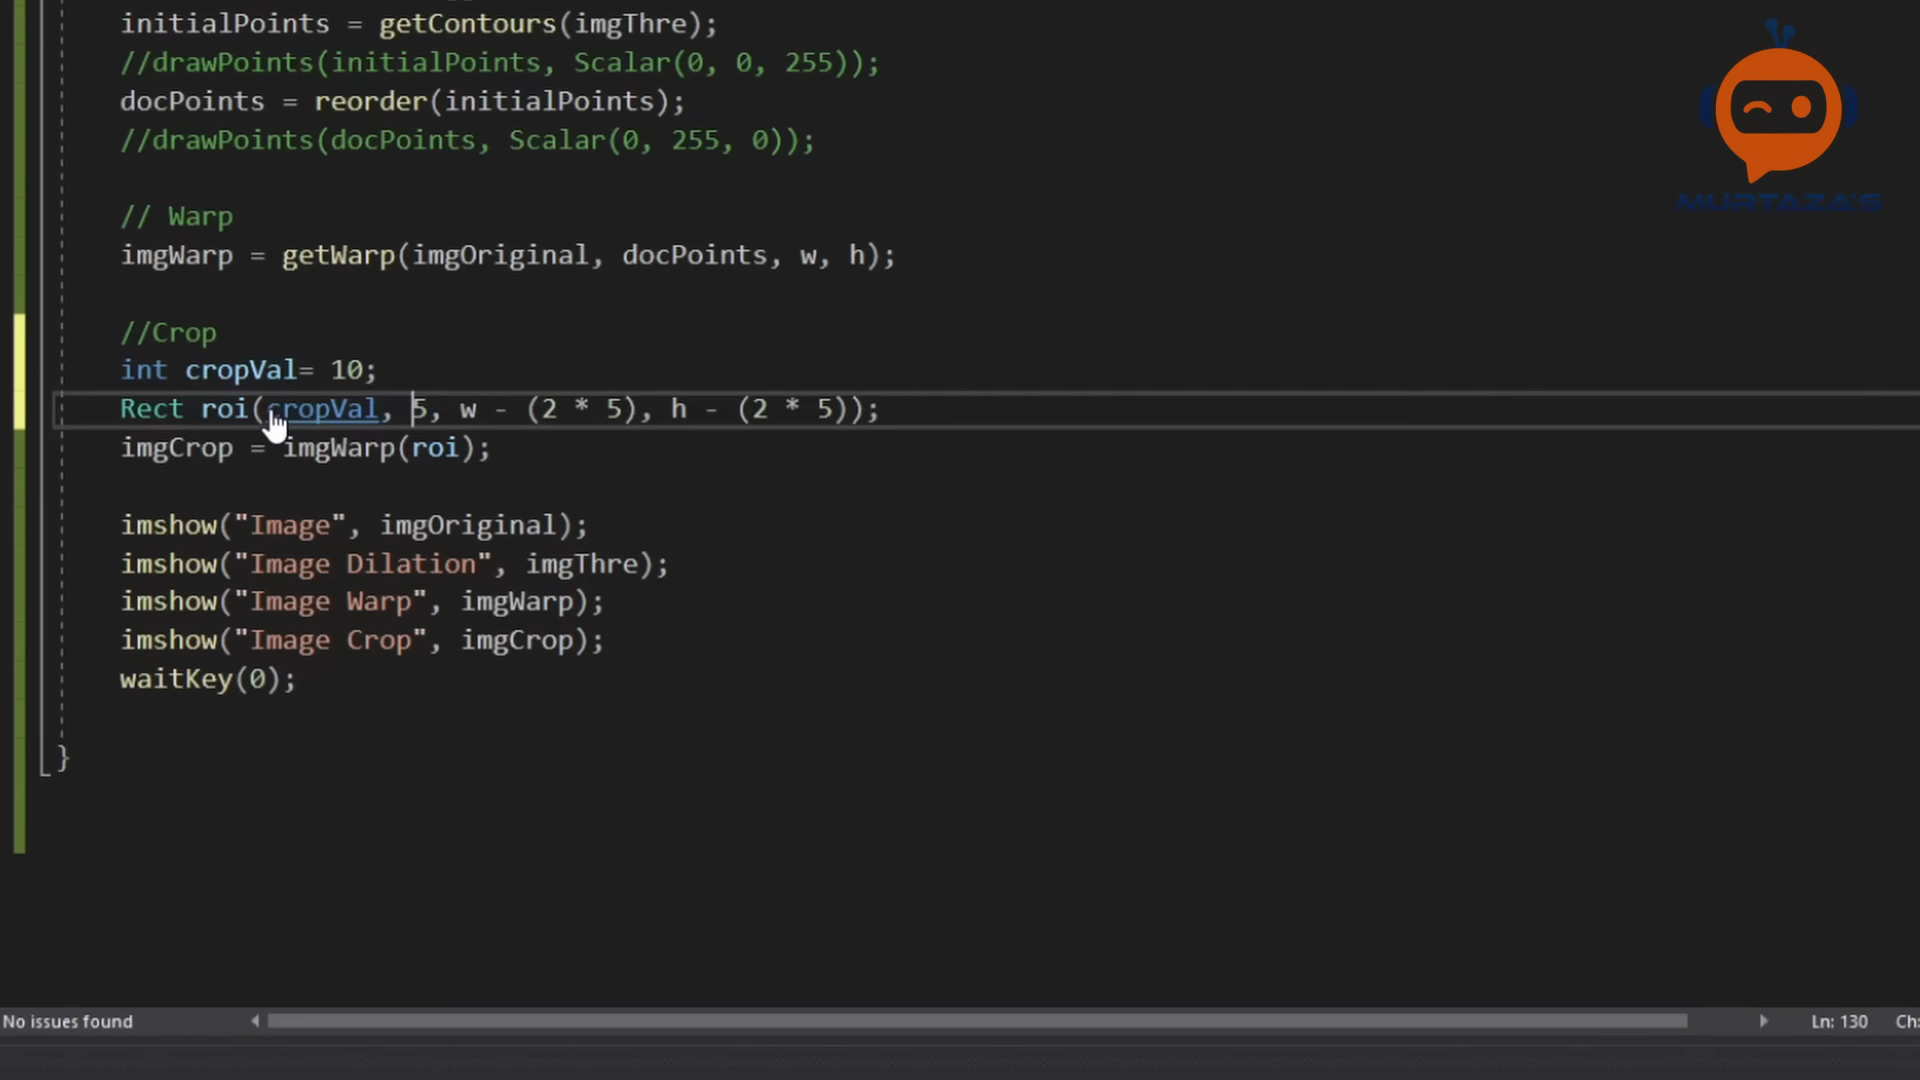 initialPoints = getContours(imgThre);
//drawPoints(initialPoints, Scalar(0, 0, 255));
docPoints = reorder(initialPoints);
//drawPoints(docPoints, Scalar(0, 255, 0));
// Warp
imgWarp = getWarp(imgOriginal, docPoints, w, h);
//Crop
int cropVal= 10;
Rect roi(cropVal, 5, w - (2 * 5), h - (2 * 5));
imgCrop = imgWarp(roi);
imshow("Image", imgOriginal);
imshow("Image Dilation", imgThre);
imshow("Image Warp", imgWarp);
imshow("Image Crop", imgCrop);
waitKey(0);
}
MURTAZA'S
No issues found
Ln: 130
Ch: